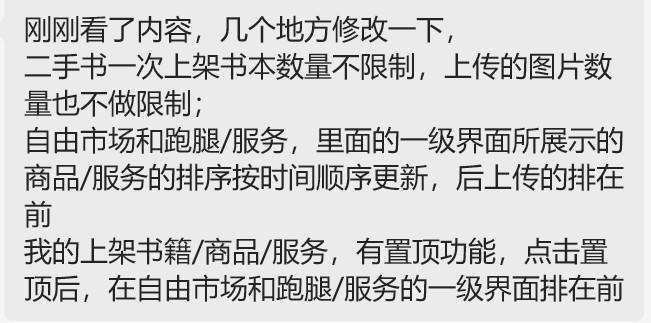 刚刚看了内容，几个地方修改一下，
二手书一次上架书本数量不限制，上传的图片数
量也不做限制；
自由市场和跑腿/服务，里面的一级界面所展示的
商品/服务的排序按时间顺序更新，后上传的排在
前
我的上架书籍/商品/服务，有置顶功能，点击置
顶后，在自由市场和跑腿/服务的一级界面排在前